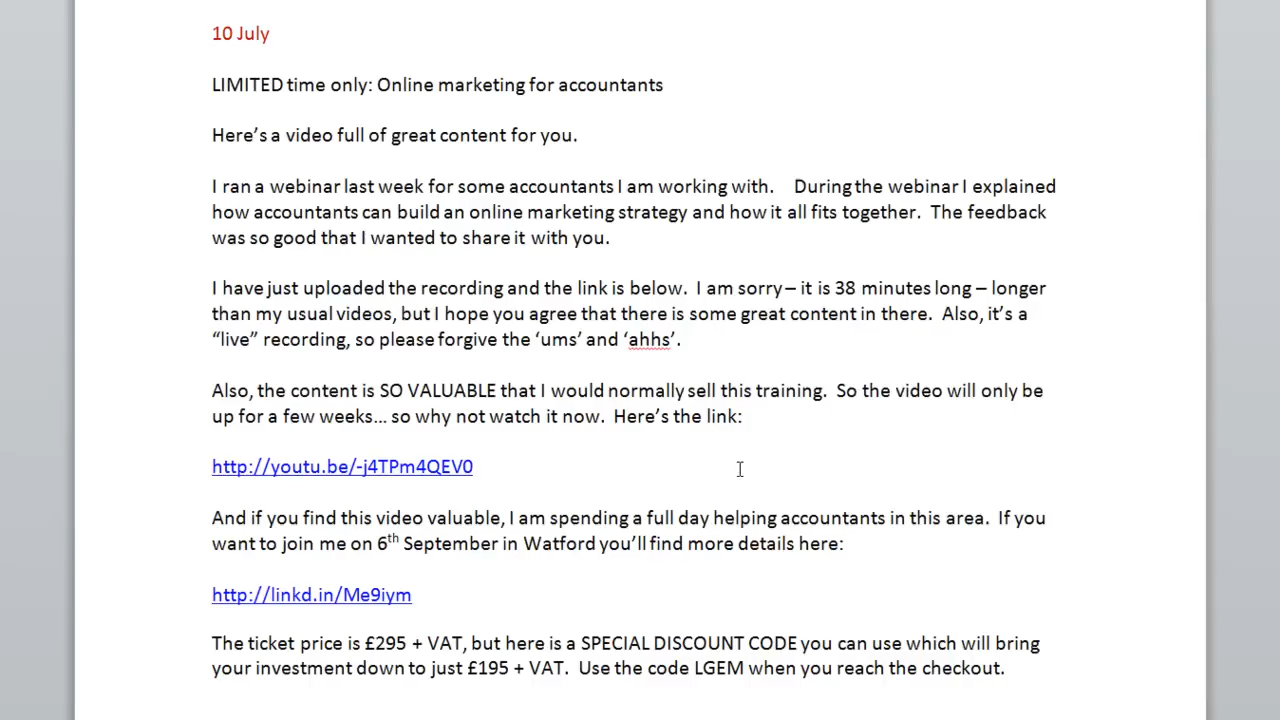 10 July
LIMITED time only: Online marketing for accountants
Here's a video full of great content for you.
I ran a webinar last week for some accountants I am working with.    During the webinar I explained
how accountants can build an online marketing strategy and how it all fits together.  The feedback
was so good that I wanted to share it with you.
I have just uploaded the recording and the link is below.  I am sorry – it is 38 minutes long – longer
than my usual videos, but I hope you agree that there is some great content in there.  Also, it's a
“live” recording, so please forgive the ‘ums’ and ‘ahhs’.
Also, the content is SO VALUABLE that I would normally sell this training.  So the video will only be
up for a few weeks... so why not watch it now.  Here's the link:
http://youtu.be/-j4TPm4QEV0
And if you find this video valuable, I am spending a full day helping accountants in this area.  If you
want to join me on 6th September in Watford you'll find more details here:
http://linkd.in/Me9iym
The ticket price is £295 + VAT, but here is a SPECIAL DISCOUNT CODE you can use which will bring
your investment down to just £195 + VAT.  Use the code LGEM when you reach the checkout.